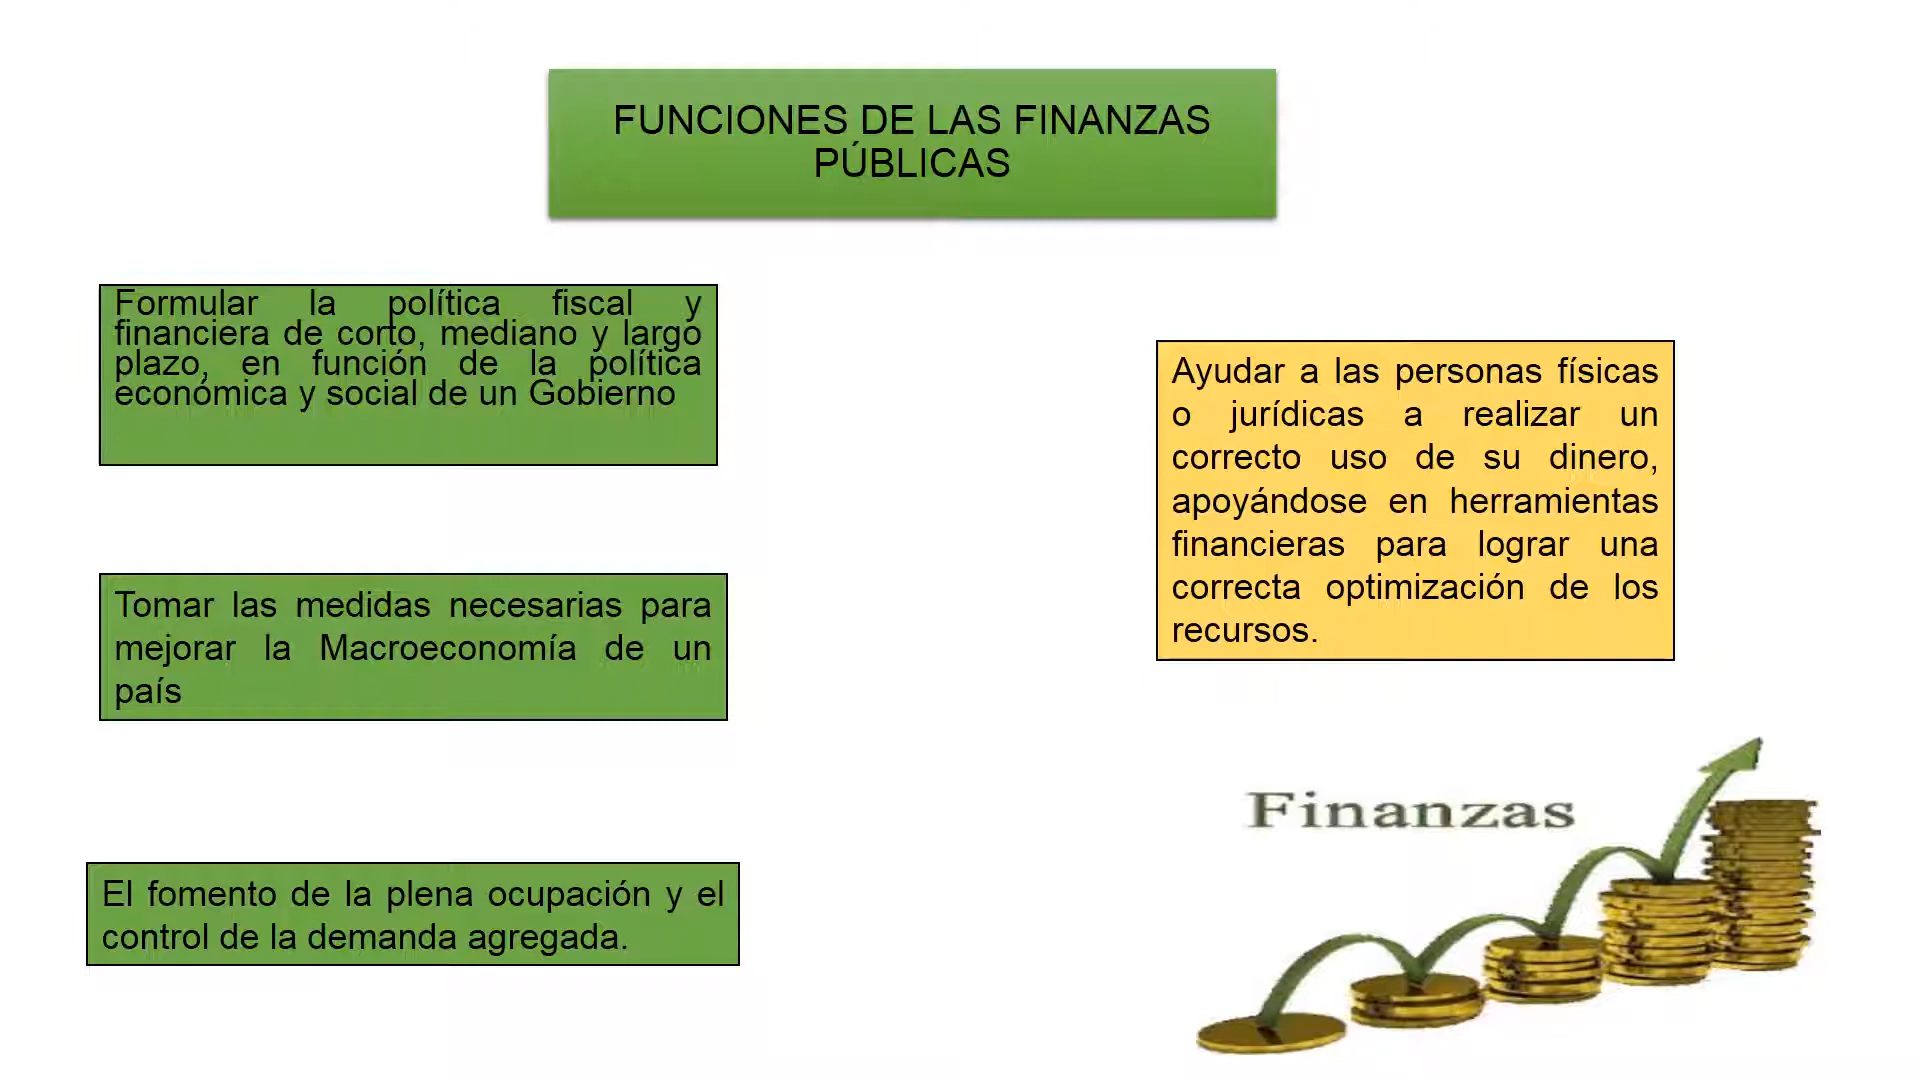 FUNCIONES DE LAS FINANZAS
PÚBLICAS
Formular la política fiscal y
financiera de corto, mediano y largo
plazo, en función de la política
económica y social de un Gobierno
Tomar las medidas necesarias para
mejorar la Macroeconomía de un
país
El fomento de la plena ocupación y el
control de la demanda agregada.
Ayudar a las personas físicas
o jurídicas a realizar un
correcto uso de su dinero,
apoyándose en herramientas
financieras para lograr una
correcta optimización de los
recursos.
Finanzas